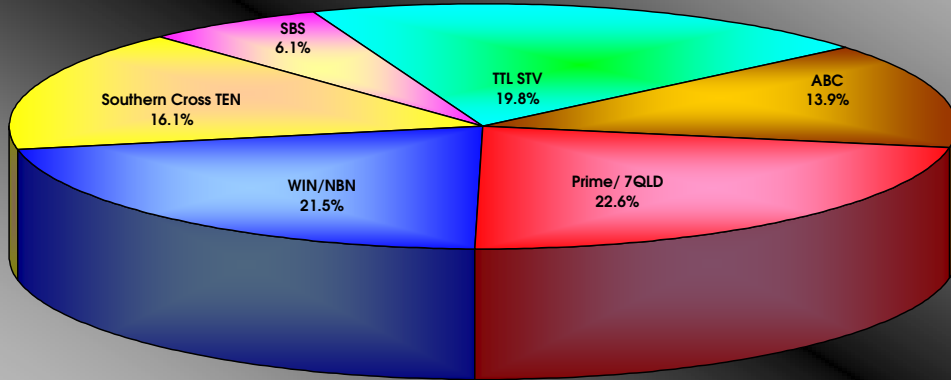 SBS
6.1%
TTL STV
19.8%
ABC
13.9%
Southern Cross TEN
16.1%
WIN/NBN
21.5%
Prime/ 7QLD
22.6%